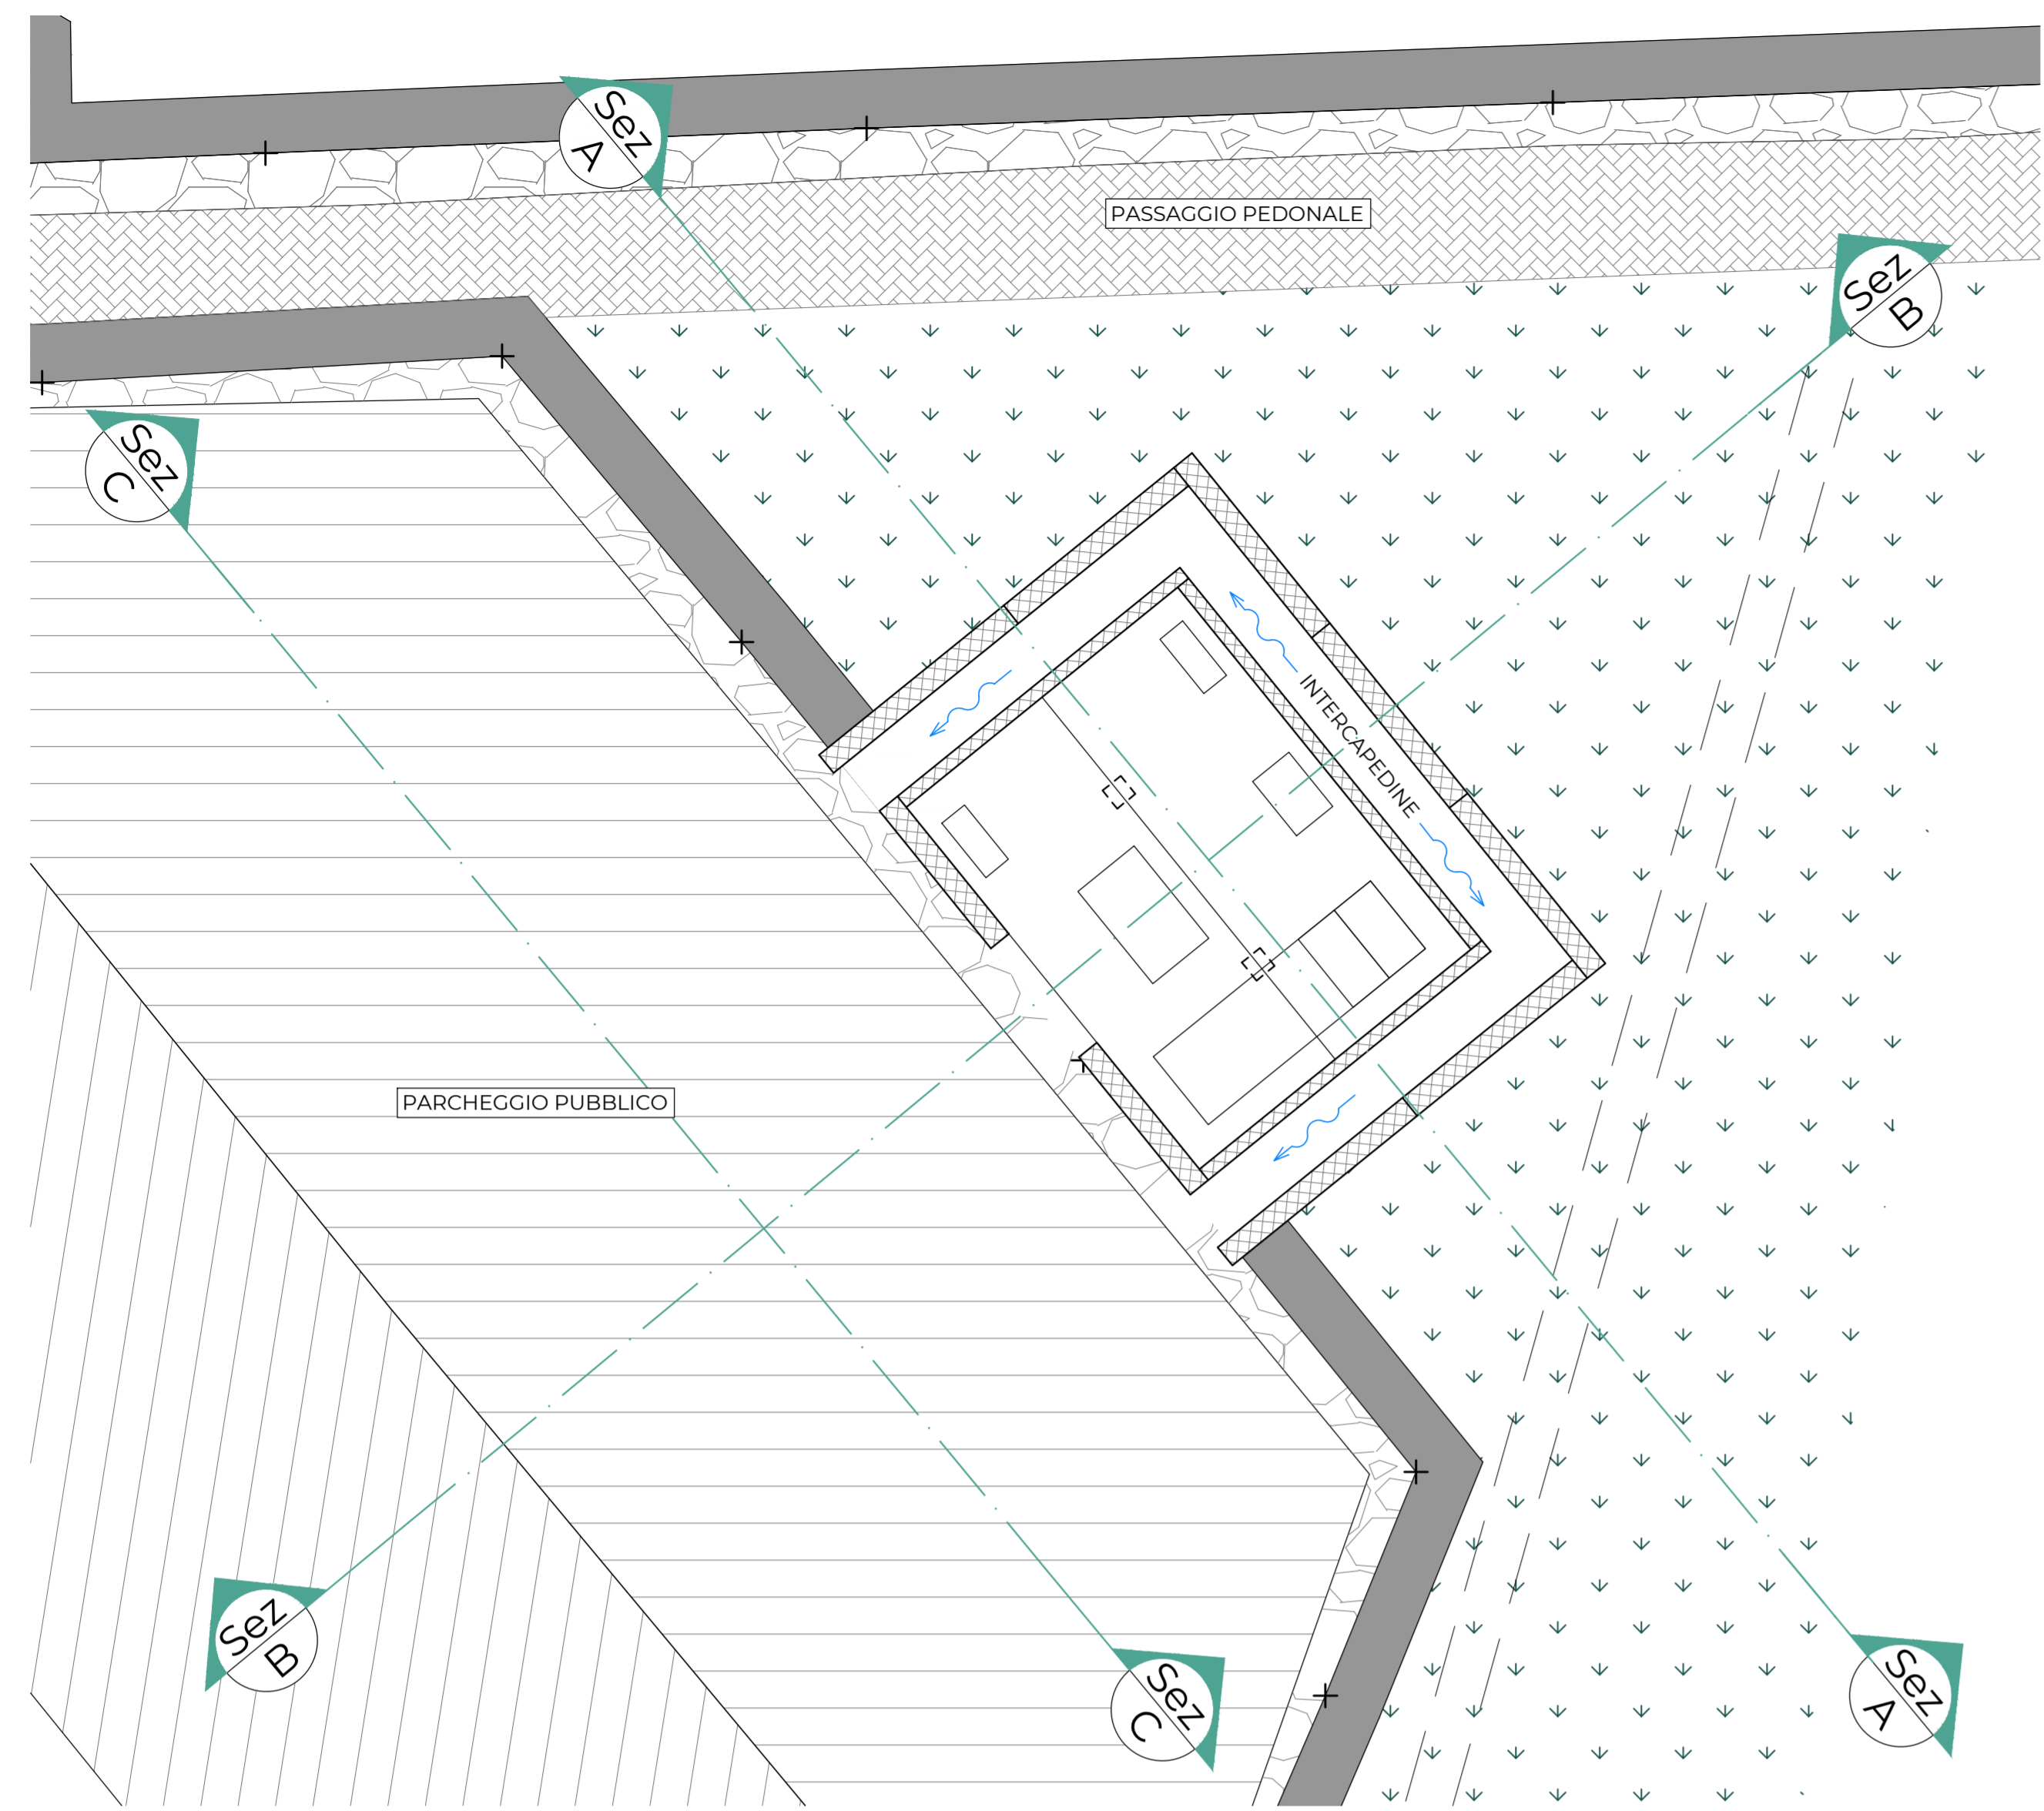 Sez
A
PASSAGGIO PEDONALE
Sez
B
Sez
C
INTERCAPEDINE
PARCHEGGIO PUBBLICO
Sez
B
Sez
C
Sez
A